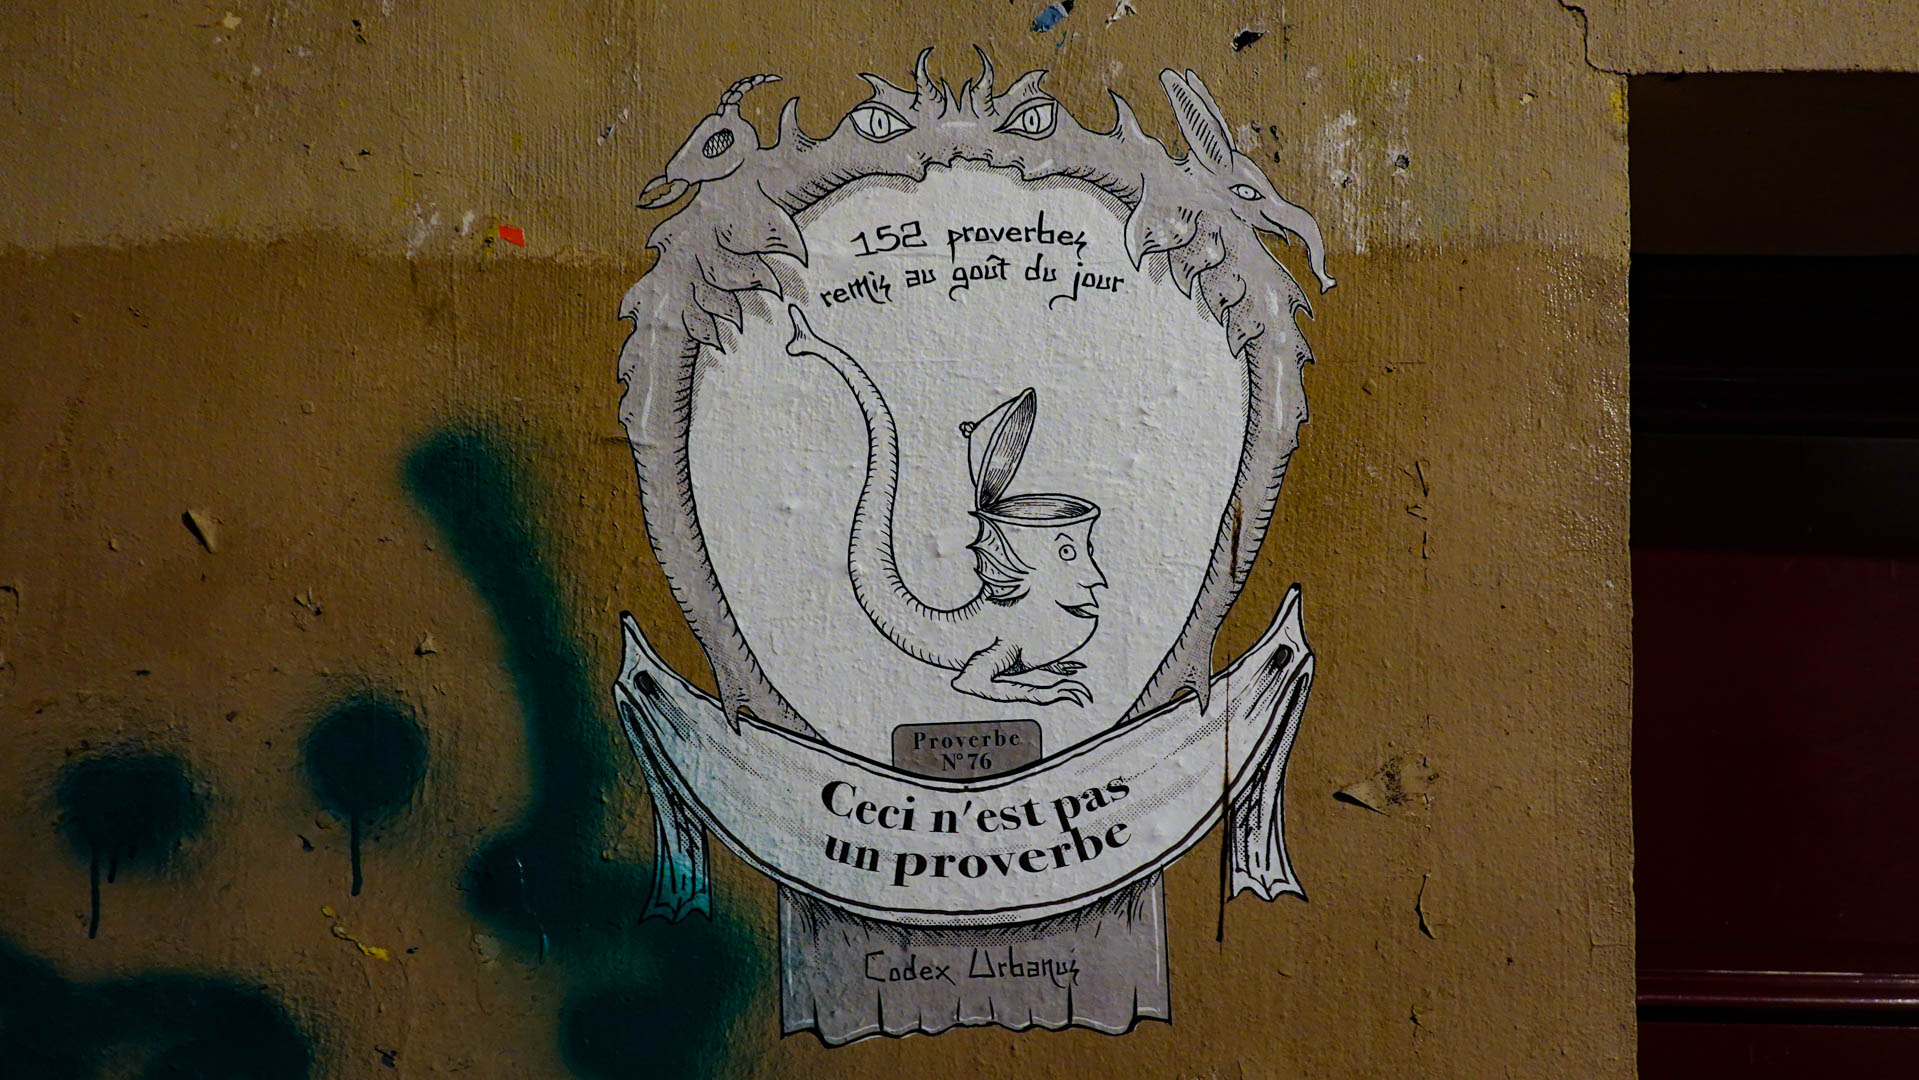 152 proverbes
remis au goût du jour
Proverbe
N° 76
Ceci n'est pas
un proverbe
Codex Urbanus